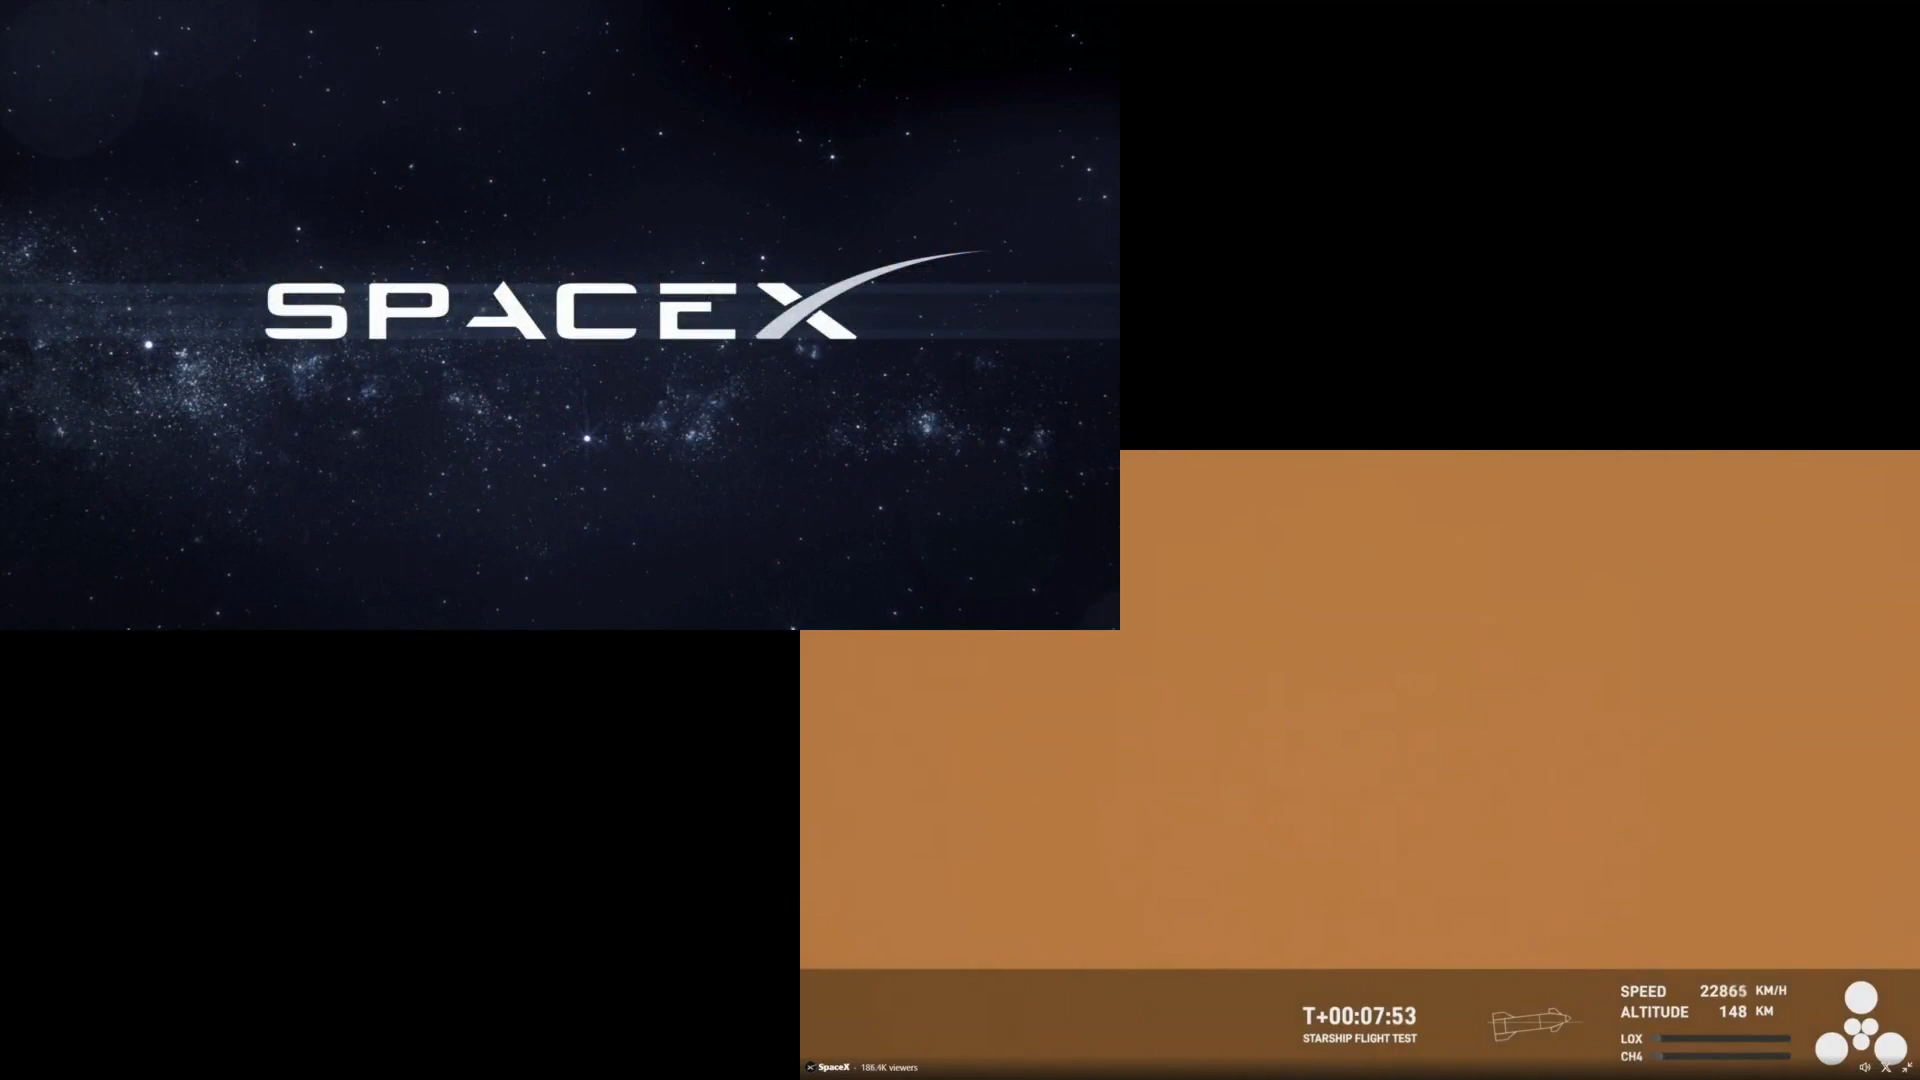 SPACEX
T+00:07:53
STARSHIP FLIGHT TEST
SPEED 22865 KM/H
ALTITUDE 148 KM
LOX
CH4
SpaceX · 186.4K viewers